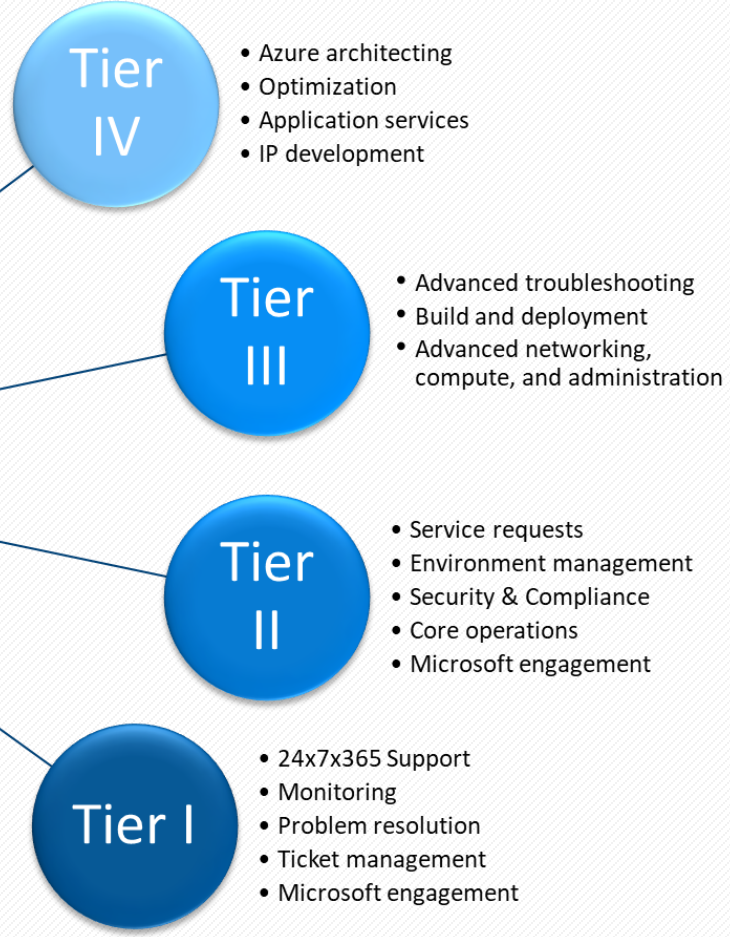 Tier
IV
• Azure architecting
• Optimization
• Application services
• IP development
Tier
III
• Advanced troubleshooting
• Build and deployment
• Advanced networking,
compute, and administration
Tier
II
• Service requests
• Environment management
• Security & Compliance
• Core operations
• Microsoft engagement
Tier I
• 24x7x365 Support
• Monitoring
• Problem resolution
• Ticket management
• Microsoft engagement